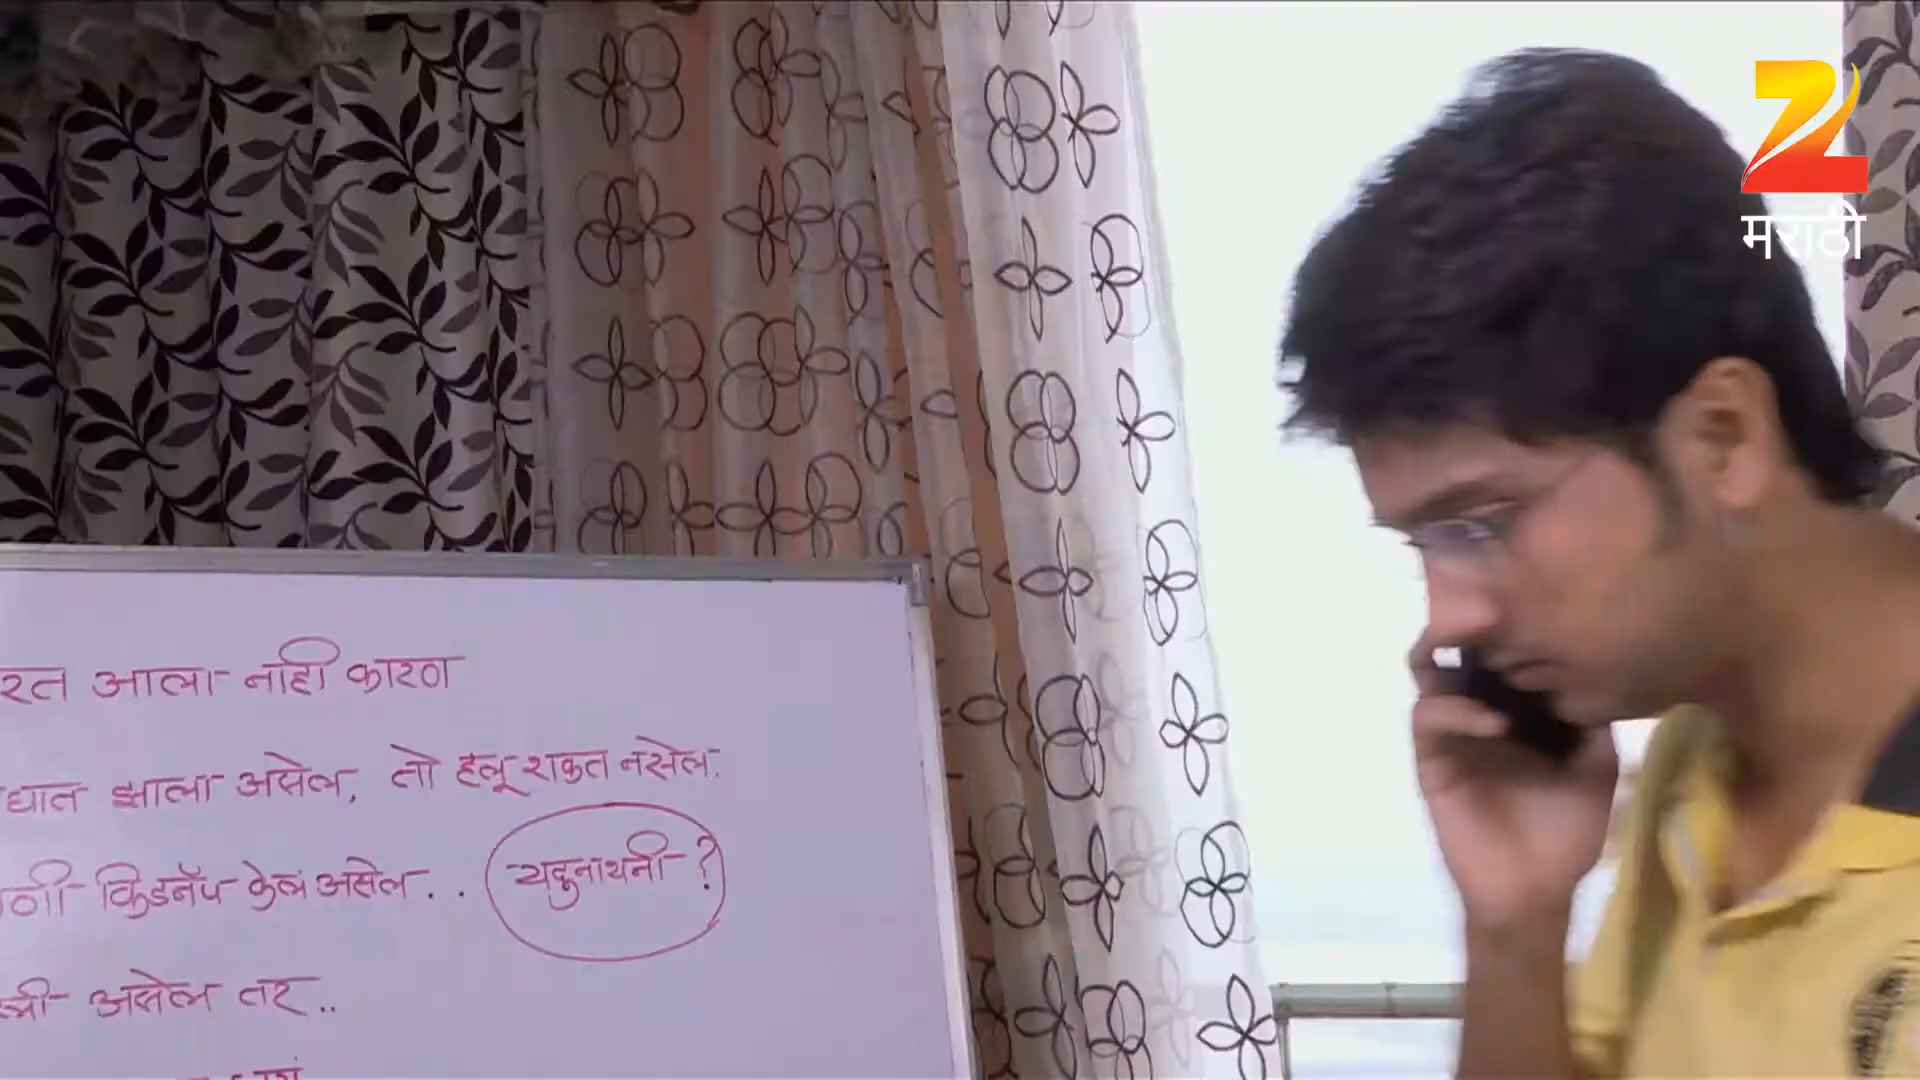 मराठी
रत आला नाही कारण
घात झाला असेल, तो हलू शकत नसेल.
णी किडनॅप केलं असेल.. यदुनाथनी?
असेल तर..